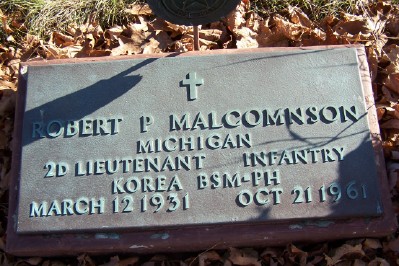 ROBERT P MALCOMNSON
MICHIGAN
2D LIEUTENANT INFANTRY
KOREA BSM-PH
MARCH 12 1931 OCT 21 1961